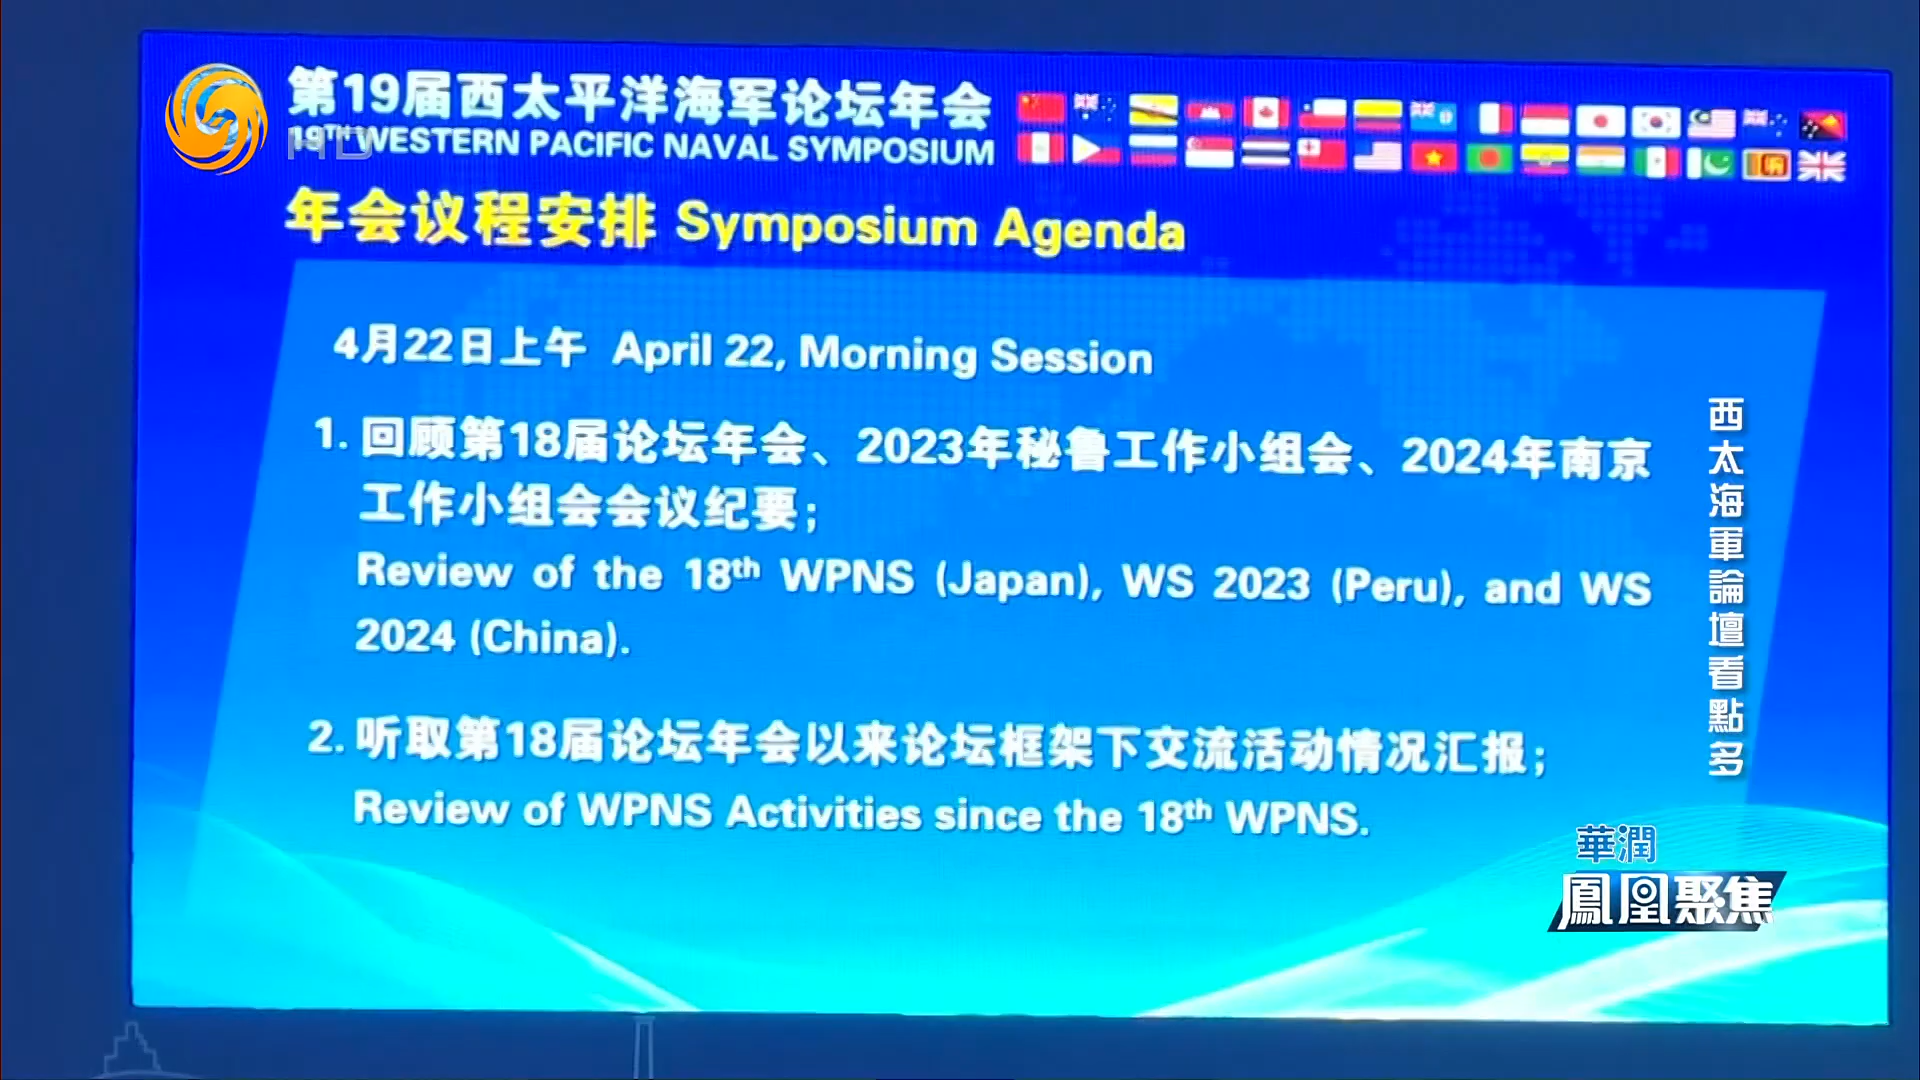 第19届西太平洋海军论坛年会
19TH WESTERN PACIFIC NAVAL SYMPOSIUM
HD
年会议程安排 Symposium Agenda
4月22日上午 April 22, Morning Session
1. 回顾第18届论坛年会、2023年秘鲁工作小组会、2024年南京
工作小组会会议纪要；
Review of the 18th WPNS (Japan), WS 2023 (Peru), and WS
2024 (China).
2. 听取第18届论坛年会以来论坛框架下交流活动情况汇报；
Review of WPNS Activities since the 18th WPNS.
西太海軍論壇看點多
華潤
鳳凰聚焦